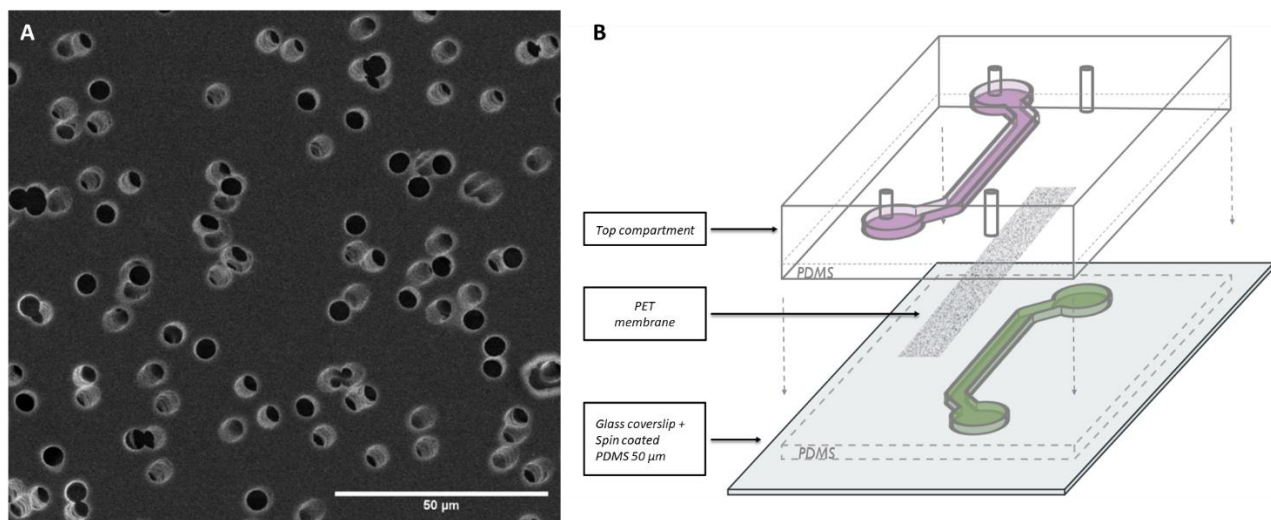 A
50 µm
B
Top compartment
PDMS
PET
membrane
Glass coverslip +
Spin coated
PDMS 50 µm
PDMS